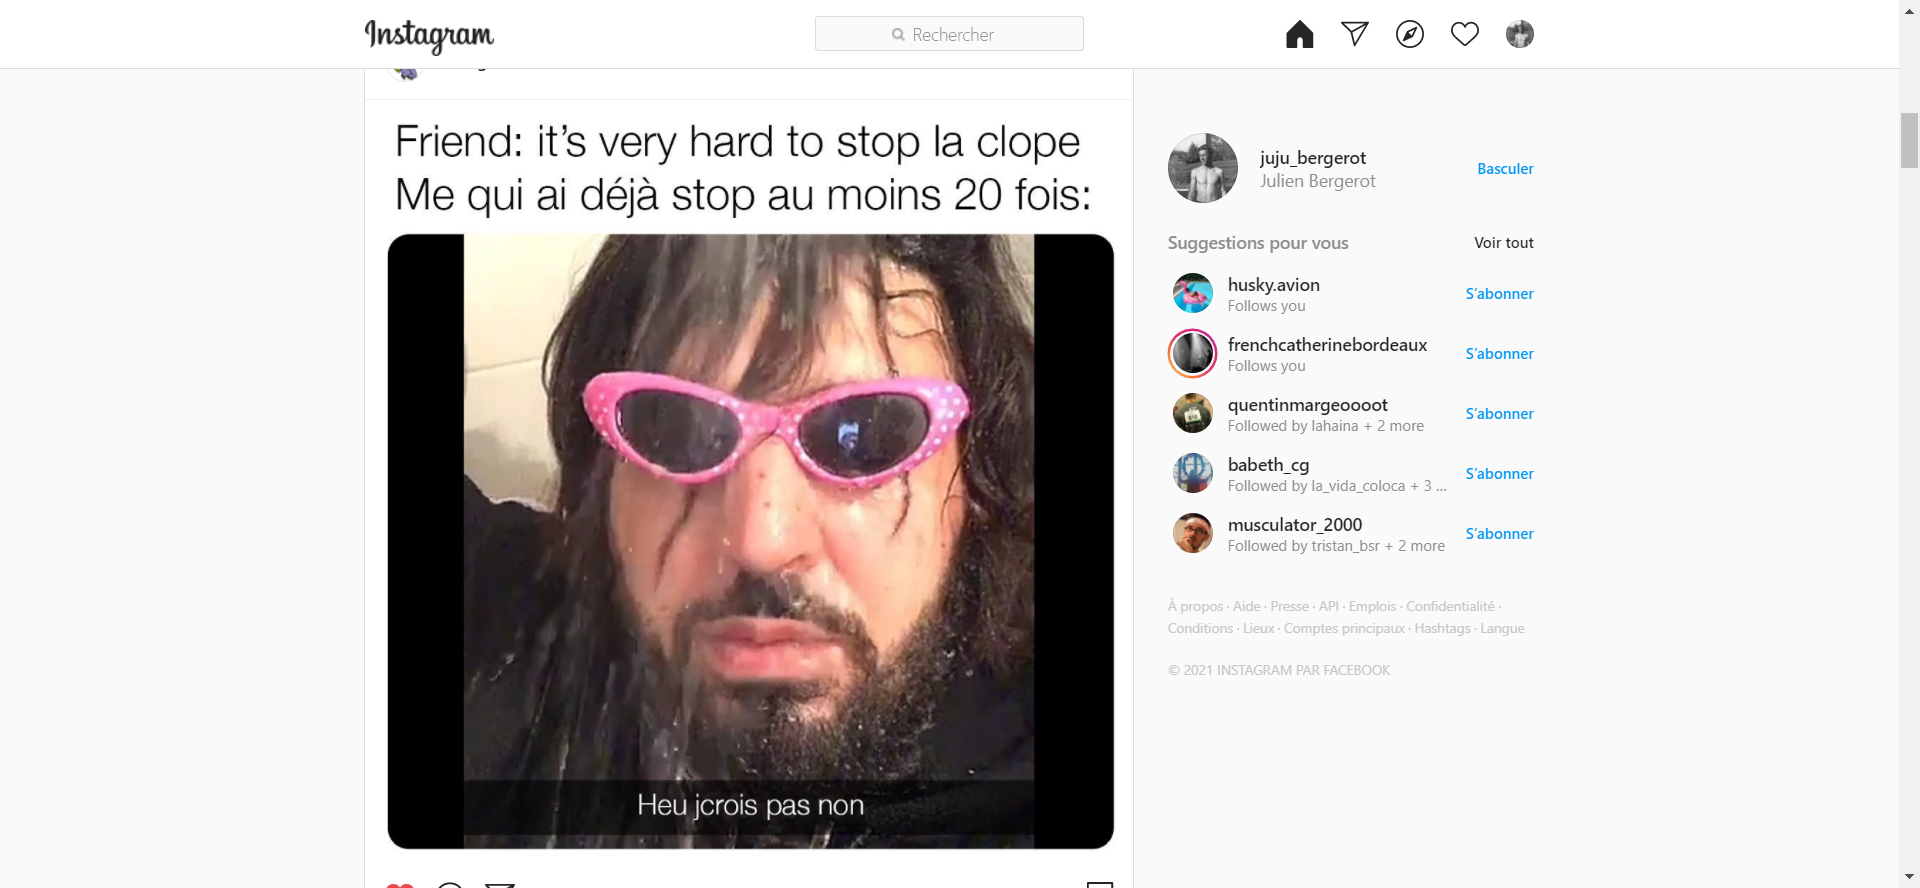 Instagram
Rechercher
Friend: it's very hard to stop la clope
Me qui ai déjà stop au moins 20 fois:
Heu jcrois pas non
juju_bergerot
Julien Bergerot
Basculer
Suggestions pour vous
Voir tout
husky.avion
Follows you
S'abonner
frenchcatherinebordeaux
Follows you
S'abonner
quentinmargeoooot
Followed by lahaina + 2 more
S'abonner
babeth_cg
Followed by la_vida_coloca + 3 ...
S'abonner
musculator_2000
Followed by tristan_bsr + 2 more
S'abonner
À propos · Aide · Presse · API · Emplois · Confidentialité ·
Conditions · Lieux · Comptes principaux · Hashtags · Langue
© 2021 INSTAGRAM PAR FACEBOOK